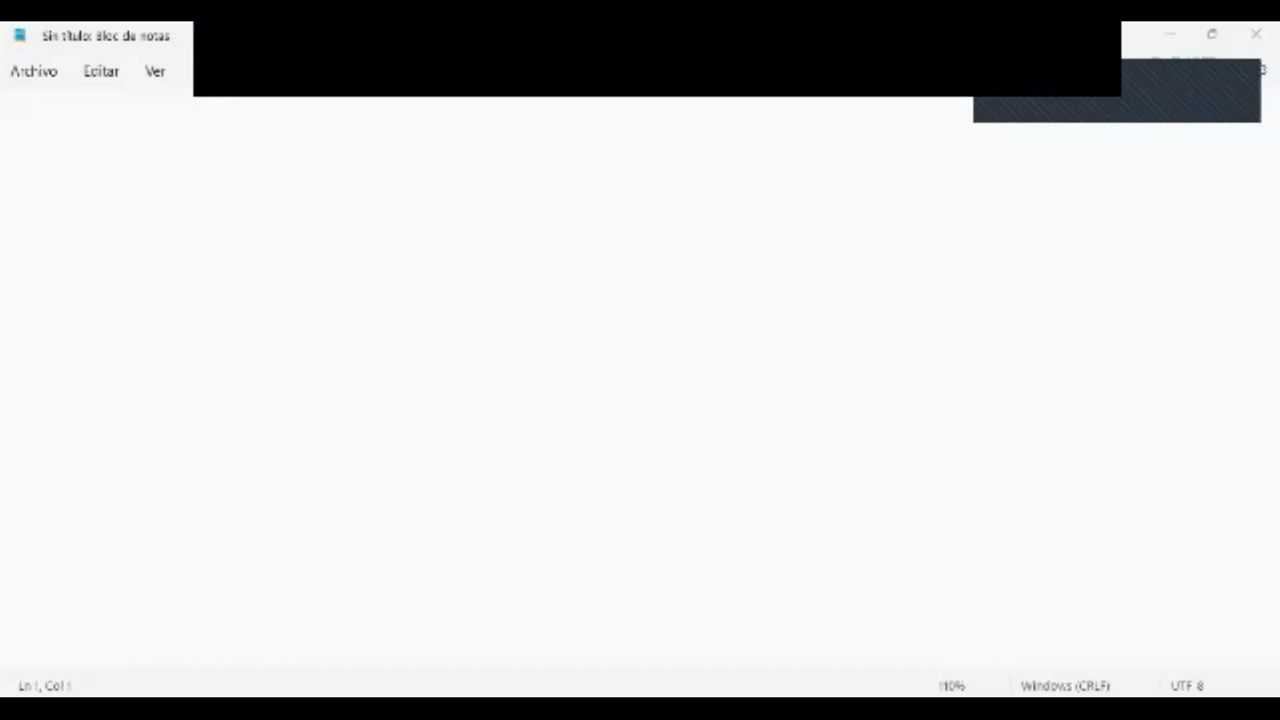 Sin título: Bloc de notas
Archivo Editar Ver
Ln 1, Col 1 110% Windows (CRLF) UTF-8